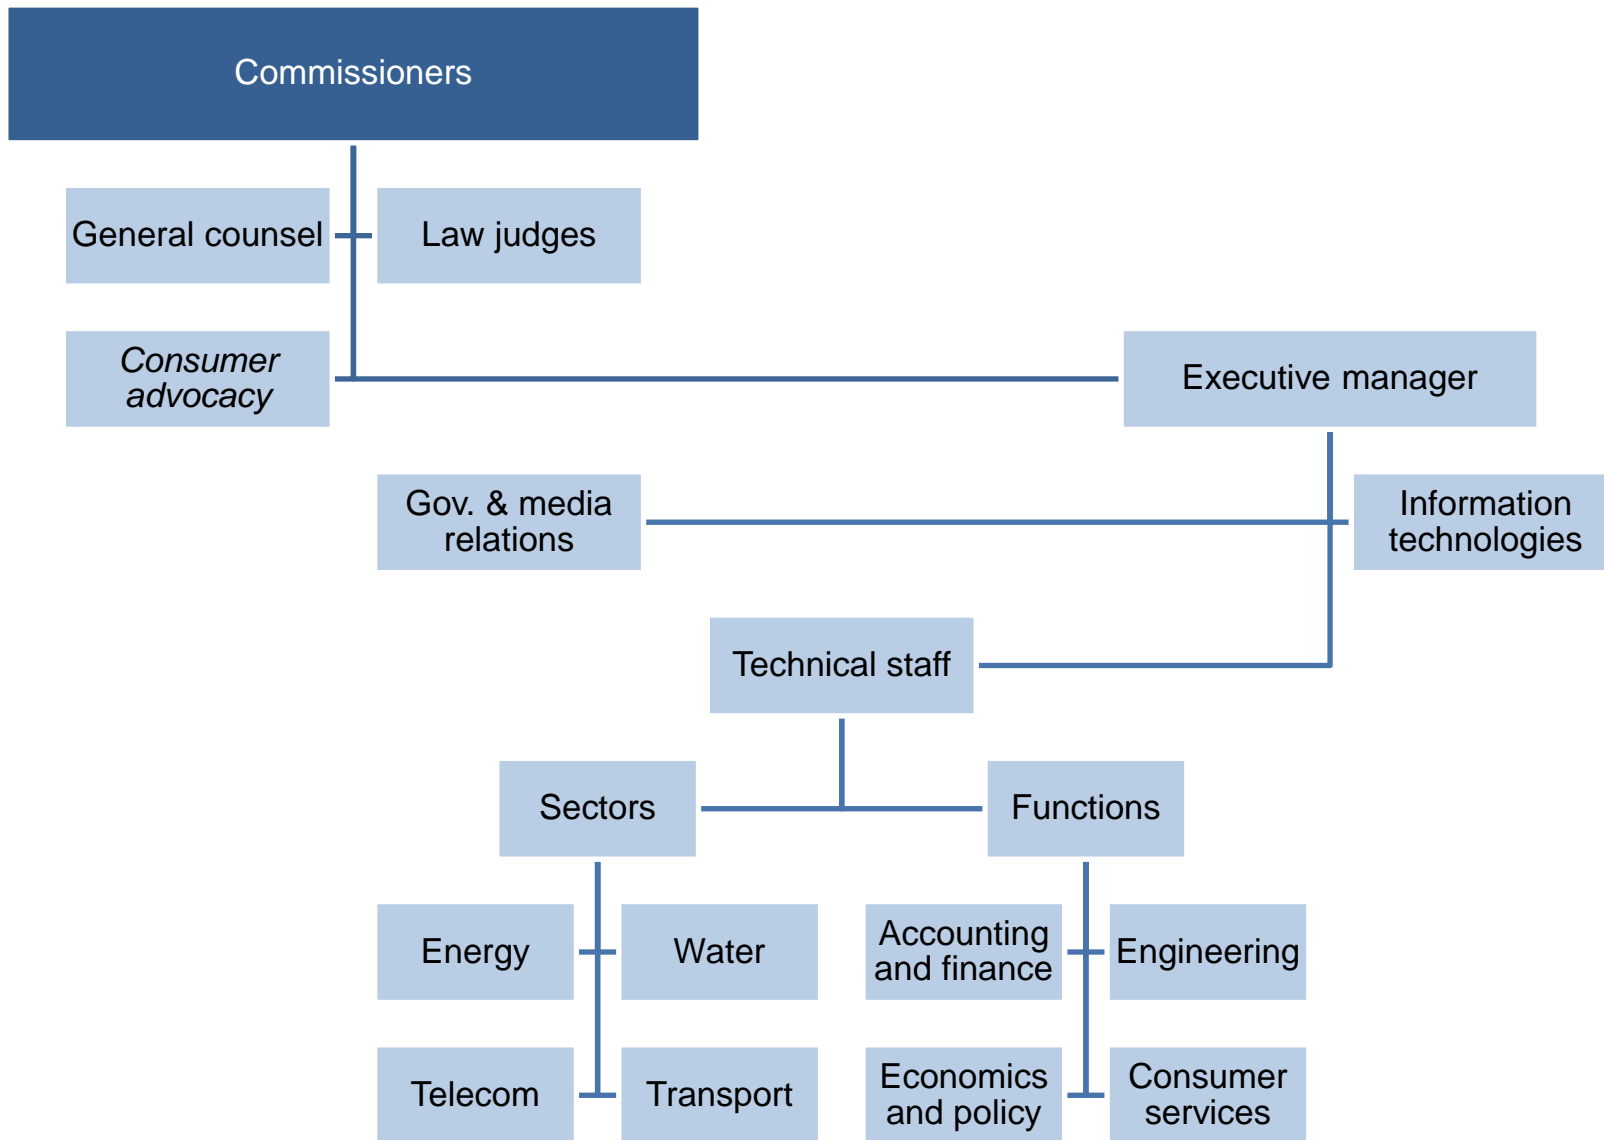 Commissioners
General counsel
Law judges
Consumer
advocacy
Executive manager
Gov. & media
relations
Information
technologies
Technical staff
Sectors
Functions
Energy
Water
Accounting
and finance
Engineering
Telecom
Transport
Economics
and policy
Consumer
services